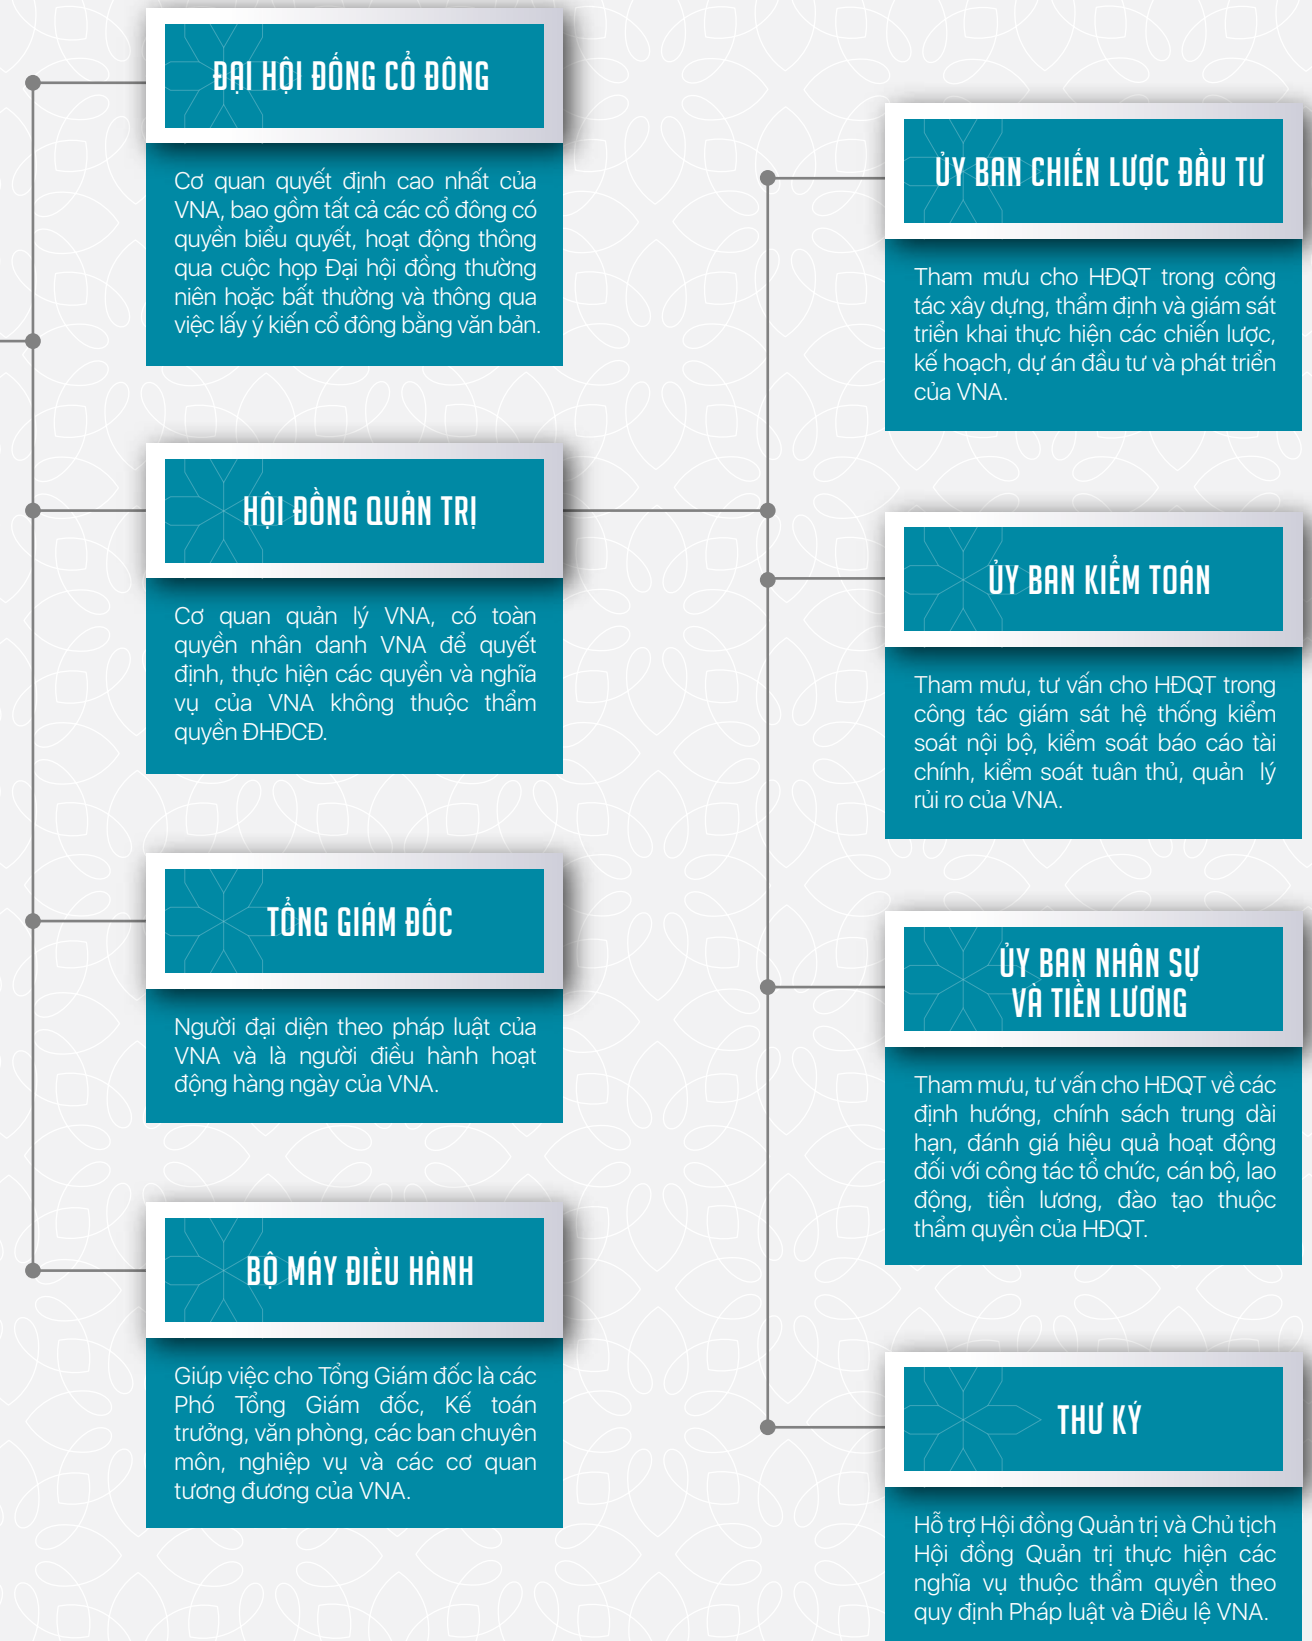 ĐẠI HỘI ĐỐNG CỔ ĐÔNG
Cơ quan quyết định cao nhất của
VNA, bao gồm tất cả các cổ đông có
quyền biểu quyết, hoạt động thông
qua cuộc họp Đại hội đồng thường
niên hoặc bất thường và thông qua
việc lấy ý kiến cổ đông bằng văn bản.
HỘI ĐỒNG QUẢN TRỊ
Cơ quan quản lý VNA, có toàn
quyền nhân danh VNA để quyết
định, thực hiện các quyền và nghĩa
vụ của VNA không thuộc thẩm
quyền ĐHĐCĐ.
TỔNG GIÁM ĐỐC
Người đại diện theo pháp luật của
VNA và là người điều hành hoạt
động hàng ngày của VNA.
BỘ MÁY ĐIỀU HÀNH
Giúp việc cho Tổng Giám đốc là các
Phó Tổng Giám đốc, Kế toán
trưởng, văn phòng, các ban chuyên
môn, nghiệp vụ và các cơ quan
tương đương của VNA.
ỦY BAN CHIẾN LƯỢC ĐẦU TƯ
Tham mưu cho HĐQT trong công
tác xây dựng, thẩm định và giám sát
triển khai thực hiện các chiến lược,
kế hoạch, dự án đầu tư và phát triển
của VNA.
ỦY BAN KIỂM TOÁN
Tham mưu, tư vấn cho HĐQT trong
công tác giám sát hệ thống kiểm
soát nội bộ, kiểm soát báo cáo tài
chính, kiểm soát tuân thủ, quản lý
rủi ro của VNA.
ỦY BAN NHÂN SỰ
VÀ TIỀN LƯƠNG
Tham mưu, tư vấn cho HĐQT về các
định hướng, chính sách trung dài
hạn, đánh giá hiệu quả hoạt động
đối với công tác tổ chức, cán bộ, lao
động, tiền lương, đào tạo thuộc
thẩm quyền của HĐQT.
THƯ KÝ
Hỗ trợ Hội đồng Quản trị và Chủ tịch
Hội đồng Quản trị thực hiện các
nghĩa vụ thuộc thẩm quyền theo
quy định Pháp luật và Điều lệ VNA.